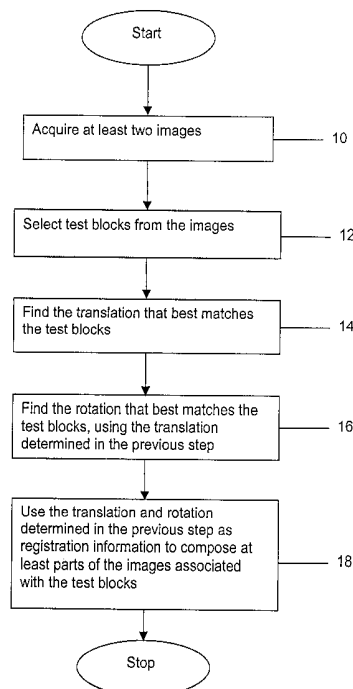 Start
Acquire at least two images
10
Select test blocks from the images
12
Find the translation that best matches
the test blocks
14
Find the rotation that best matches the
test blocks, using the translation
determined in the previous step
16
Use the translation and rotation
determined in the previous step as
registration information to compose at
least parts of the images associated
with the test blocks
18
Stop